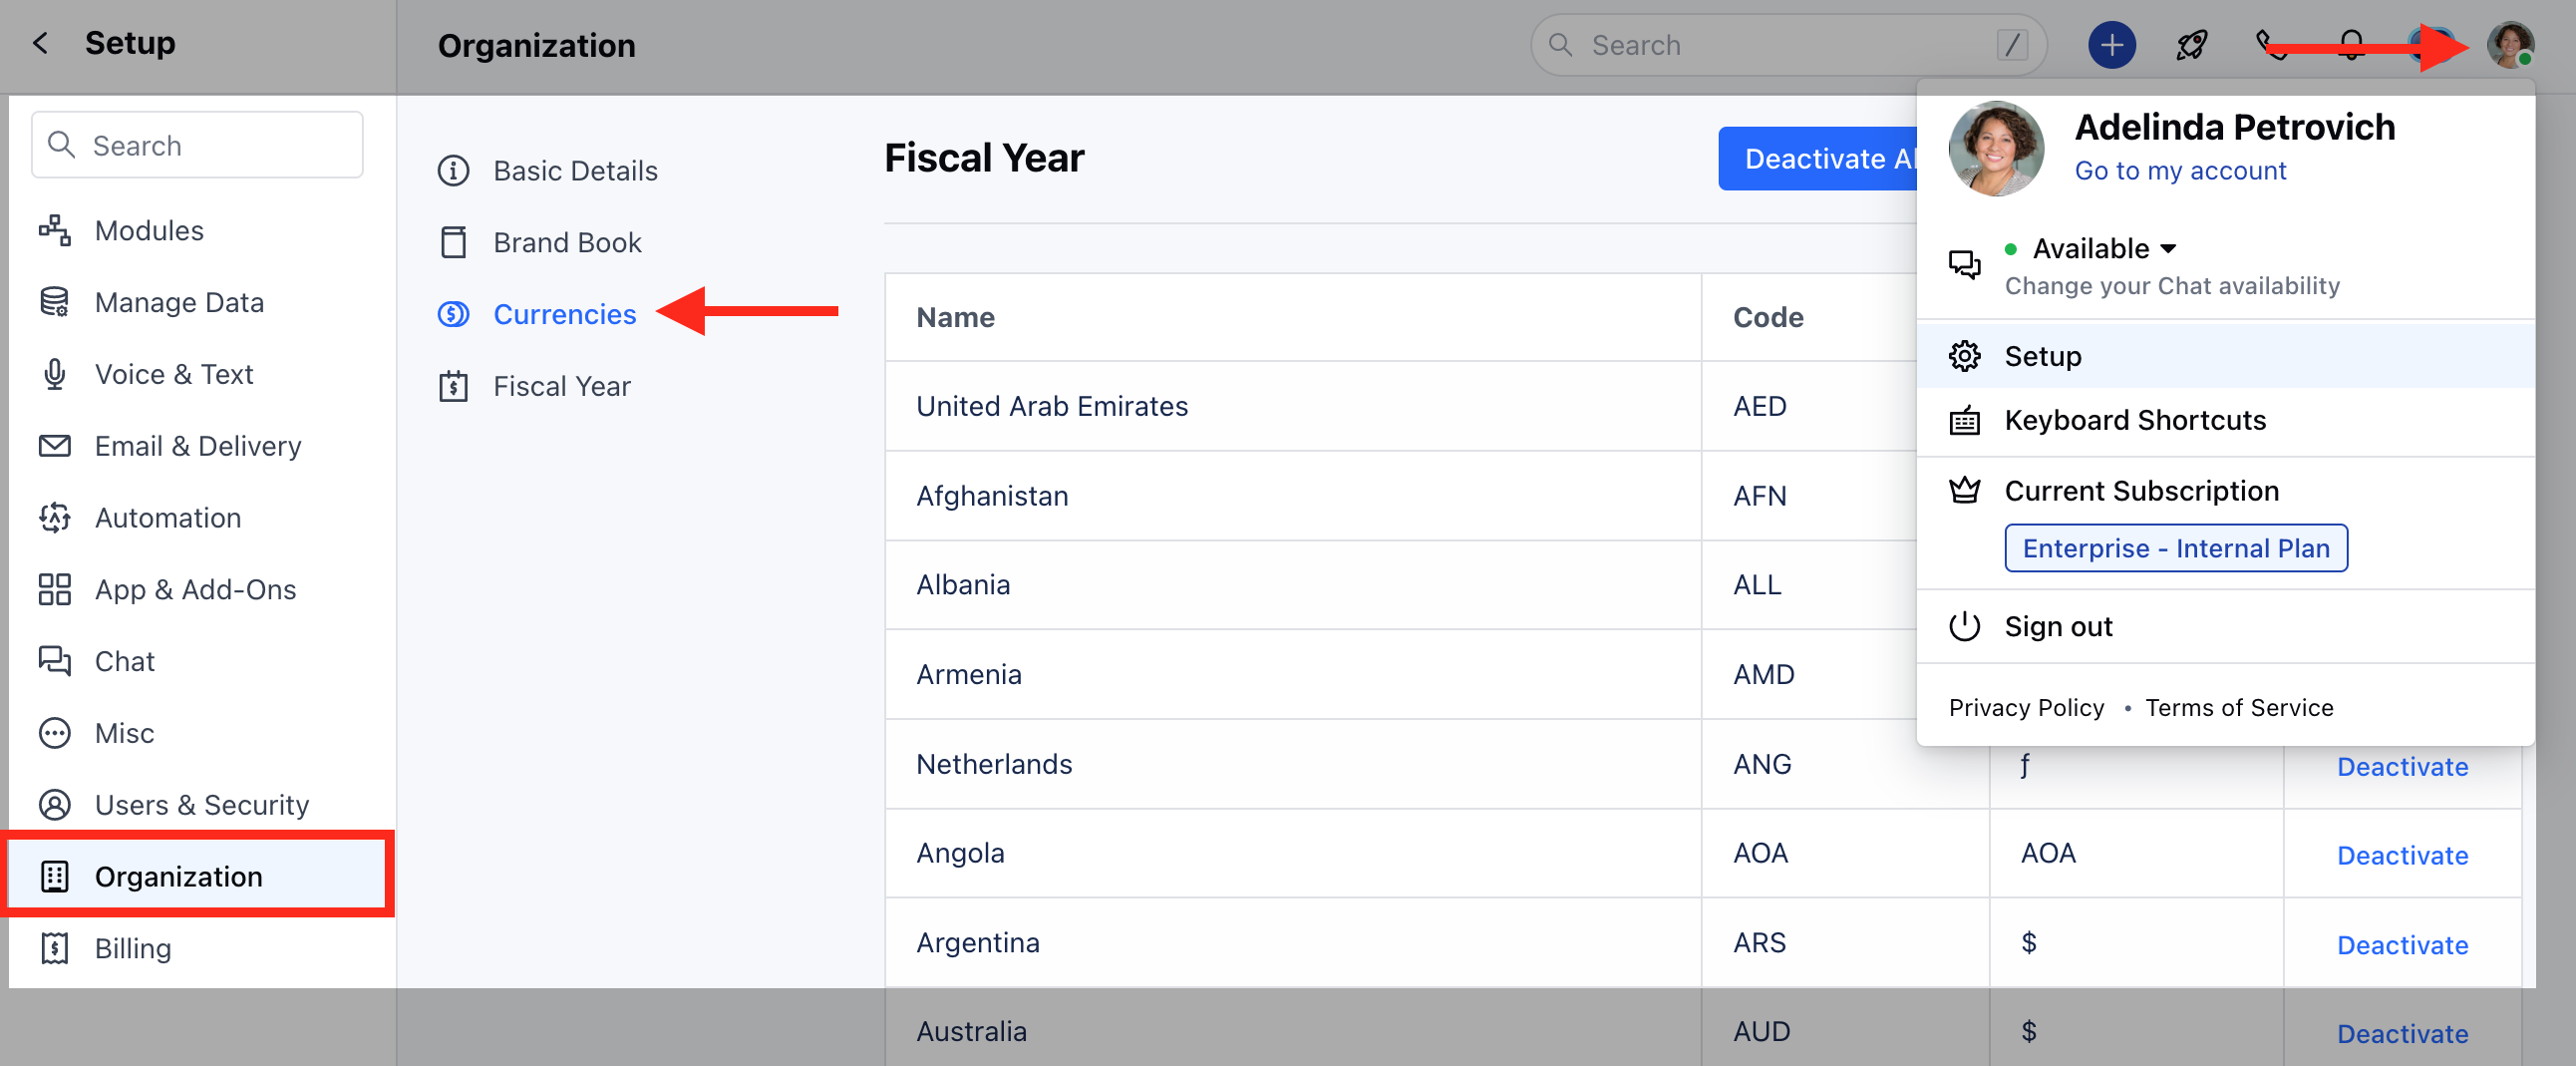 Setup
Organization
Search
/
Search
Modules
Manage Data
Voice & Text
Email & Delivery
Automation
App & Add-Ons
Chat
Misc
Users & Security
Organization
Billing
Basic Details
Brand Book
Currencies
Fiscal Year
Fiscal Year
Deactivate Al
Name Code
United Arab Emirates AED
Afghanistan AFN
Albania ALL
Armenia AMD
Netherlands ANG ƒ Deactivate
Angola AOA AOA Deactivate
Argentina ARS $ Deactivate
Australia AUD $ Deactivate
Adelinda Petrovich
Go to my account
Available
Change your Chat availability
Setup
Keyboard Shortcuts
Current Subscription
Enterprise - Internal Plan
Sign out
Privacy Policy • Terms of Service